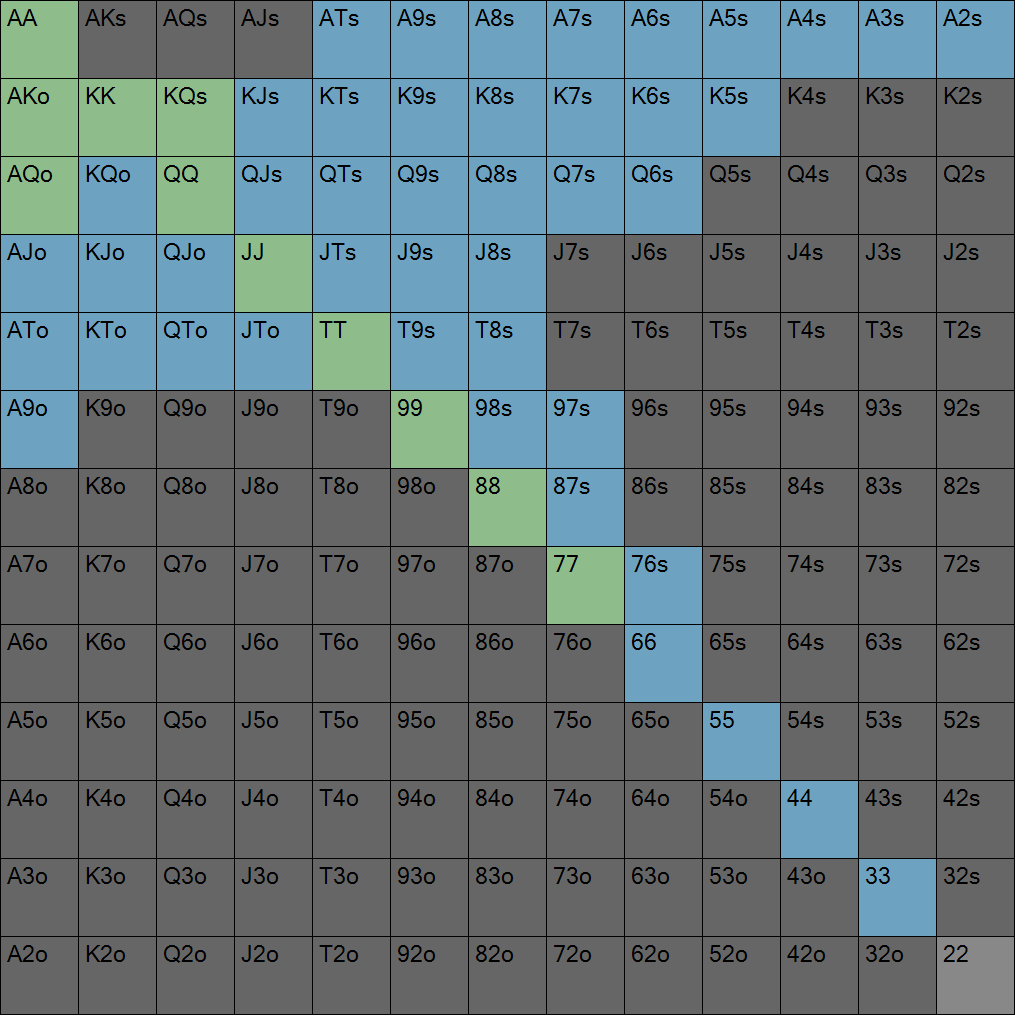 AA AKs AQs AJs ATs A9s A8s A7s A6s A5s A4s A3s A2s
AKo KK KQs KJs KTs K9s K8s K7s K6s K5s K4s K3s K2s
AQo KQo QQ QJs QTs Q9s Q8s Q7s Q6s Q5s Q4s Q3s Q2s
AJo KJo QJo JJ JTs J9s J8s J7s J6s J5s J4s J3s J2s
ATo KTo QTo JTo TT T9s T8s T7s T6s T5s T4s T3s T2s
A9o K9o Q9o J9o T9o 99 98s 97s 96s 95s 94s 93s 92s
A8o K8o Q8o J8o T8o 98o 88 87s 86s 85s 84s 83s 82s
A7o K7o Q7o J7o T7o 97o 87o 77 76s 75s 74s 73s 72s
A6o K6o Q6o J6o T6o 96o 86o 76o 66 65s 64s 63s 62s
A5o K5o Q5o J5o T5o 95o 85o 75o 65o 55 54s 53s 52s
A4o K4o Q4o J4o T4o 94o 84o 74o 64o 54o 44 43s 42s
A3o K3o Q3o J3o T3o 93o 83o 73o 63o 53o 43o 33 32s
A2o K2o Q2o J2o T2o 92o 82o 72o 62o 52o 42o 32o 22